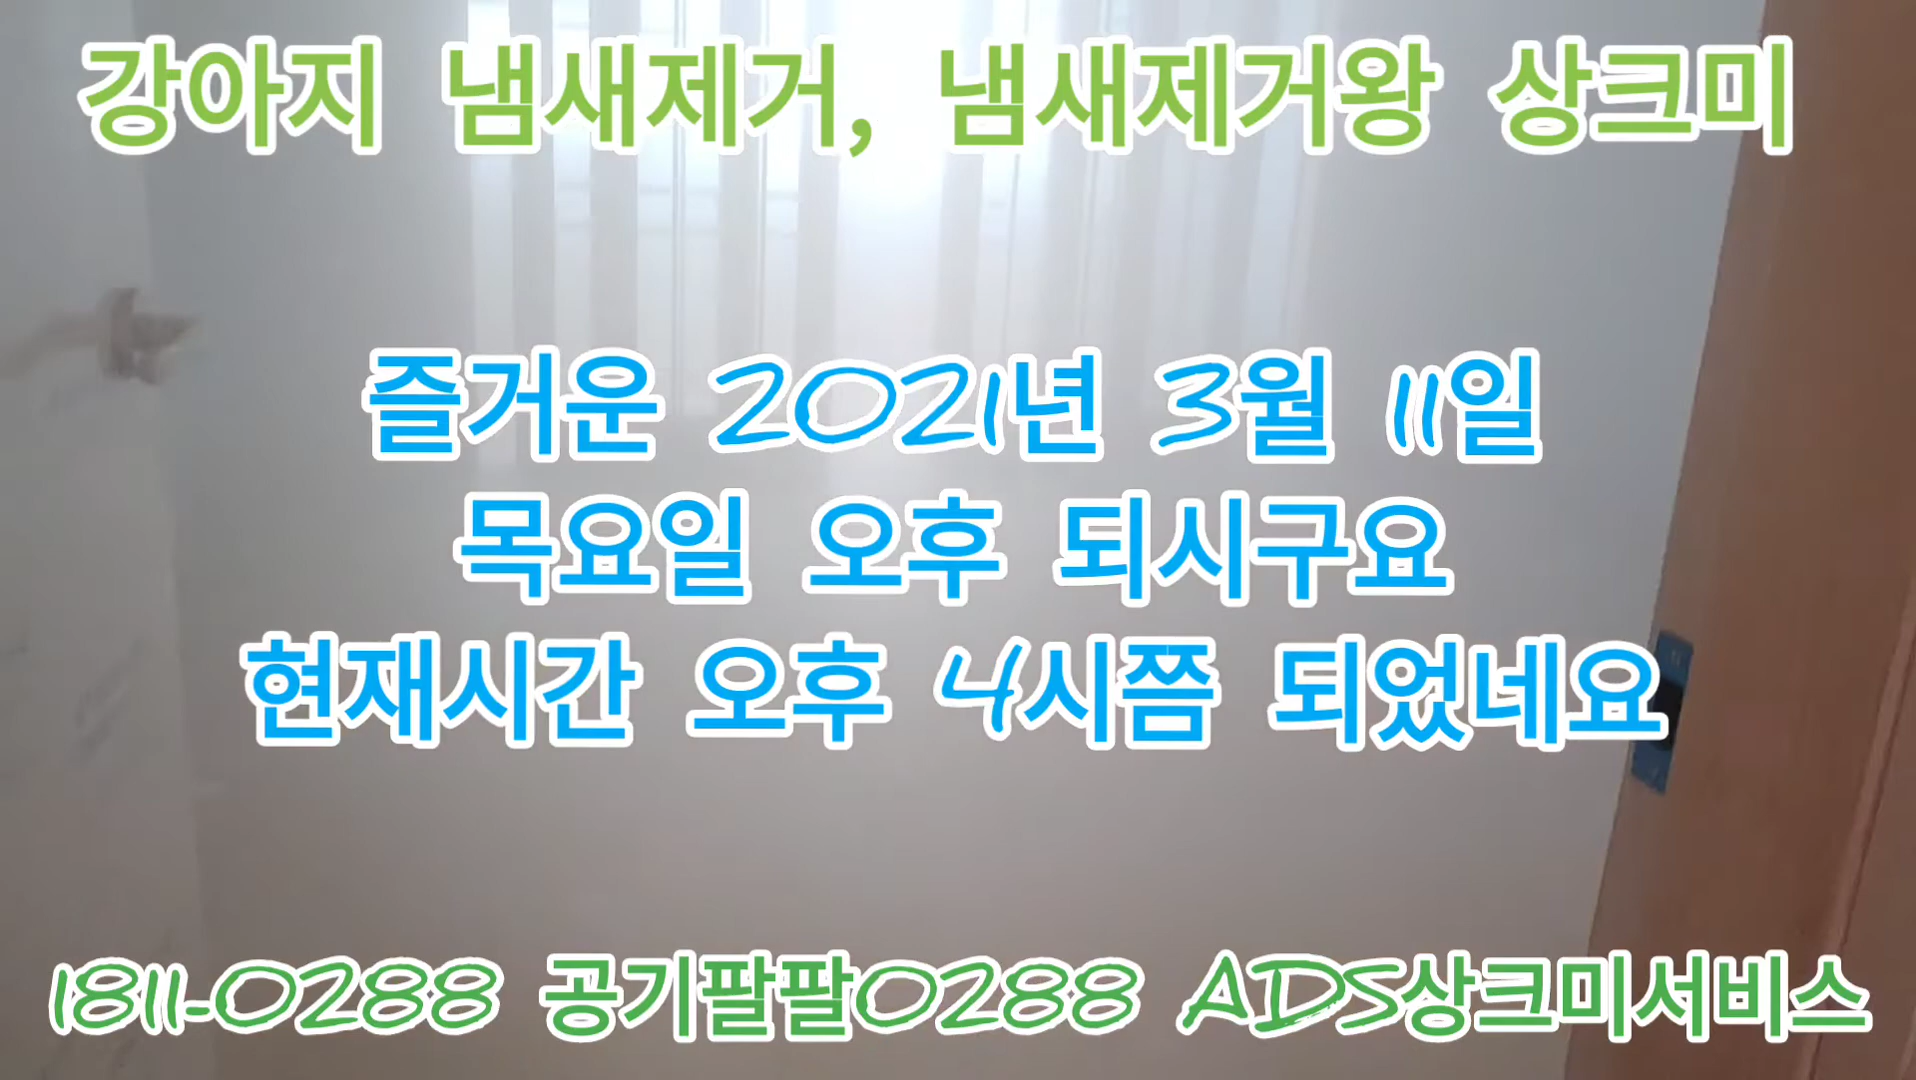 강아지 냄새제거, 냄새제거왕 상크미
즐거운 2021년 3월 11일
목요일 오후 되시구요
현재시간 오후 4시쯤 되었네요
1811-0288 공기팔팔0288 ADS상크미서비스